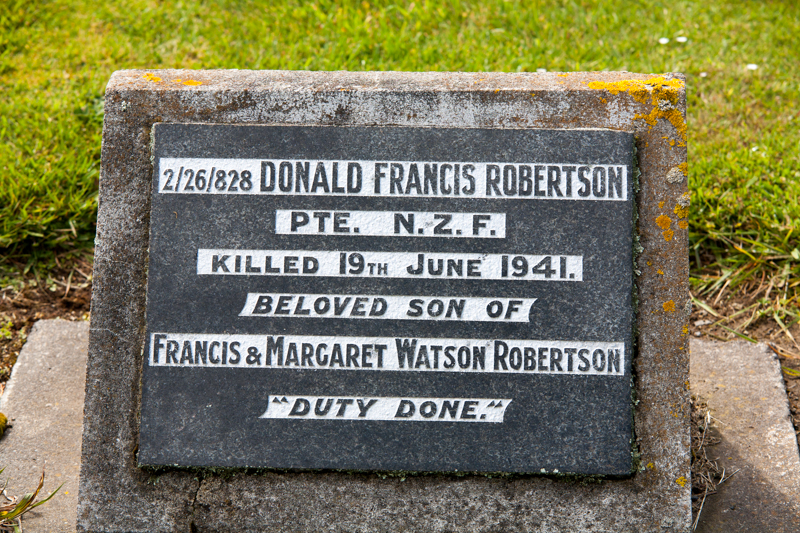 2/26/828 DONALD FRANCIS ROBERTSON
PTE. N.Z.F.
KILLED 19TH JUNE 1941.
BELOVED SON OF
FRANCIS & MARGARET WATSON ROBERTSON
"DUTY DONE."